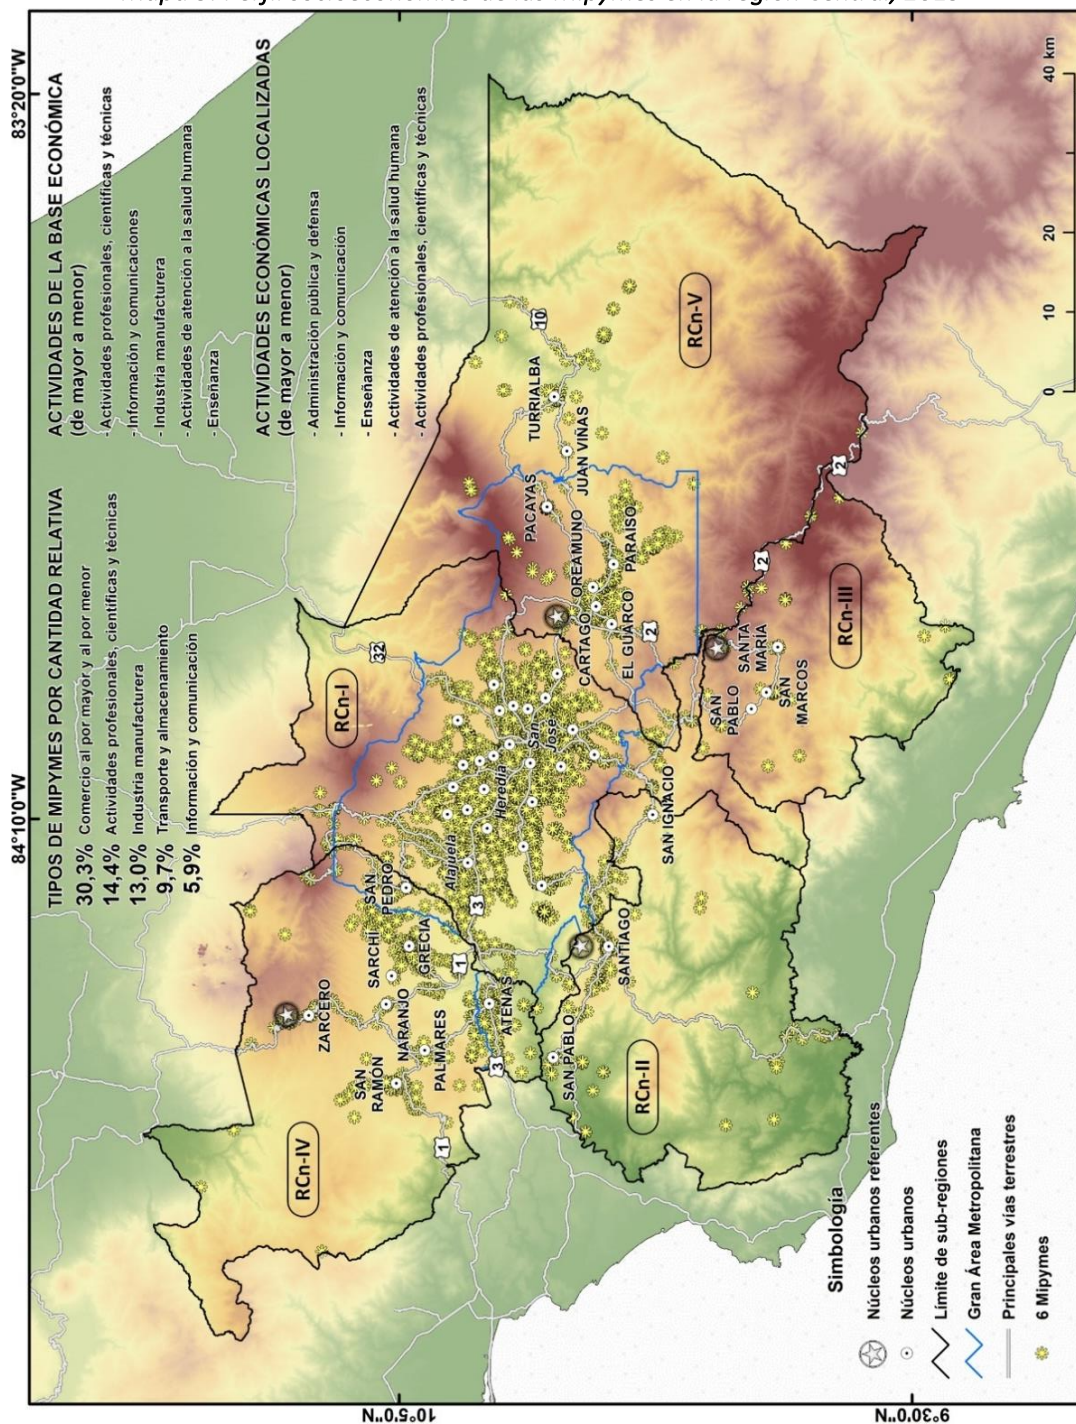 TIPOS DE MIPYMES POR CANTIDAD RELATIVA
30,3% Comercio al por mayor y al por menor
14,4% Actividades profesionales, científicas y técnicas
13,0% Industria manufacturera
9,7% Transporte y almacenamiento
5,9% Información y comunicación
ACTIVIDADES DE LA BASE ECONÓMICA
(de mayor a menor)
- Actividades profesionales, científicas y técnicas
- Información y comunicaciones
- Industria manufacturera
- Actividades de atención a la salud humana
- Enseñanza
ACTIVIDADES ECONÓMICAS LOCALIZADAS
(de mayor a menor)
- Administración pública y defensa
- Información y comunicación
- Enseñanza
- Actividades de atención a la salud humana
- Actividades profesionales, científicas y técnicas
84°10'0"W
83°20'0"W
10°5'0"N
9°30'0"N
RCn-IV
RCn-I
32
ZARCERO
SAN
RAMÓN
NARANJO
SARCHÍ
SAN
PEDRO
PALMARES
GRECIA
1
1
3
3
ATENAS
Alajuela
Heredia
San
José
PACAYAS
TURRIALBA
10
JUAN VIÑAS
OREAMUNO
CARTAGO
PARAÍSO
EL GUARCO
2
SAN PABLO
SANTIAGO
SAN IGNACIO
RCn-II
RCn-V
SAN
PABLO
SANTA
MARÍA
SAN
MARCOS
2
2
RCn-III
Simbología
Núcleos urbanos referentes
Núcleos urbanos
Límite de sub-regiones
Gran Área Metropolitana
Principales vías terrestres
6 Mipymes
0 10 20 40 km